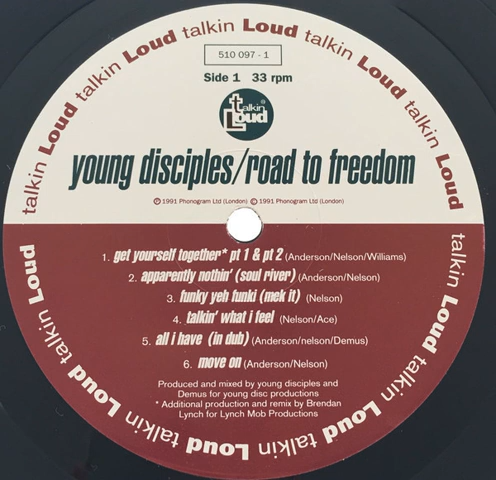 talkin Loud talkin Loud talkin Loud talkin Loud
510 097 - 1
Side 1 33 rpm
talkin Loud ®
young disciples/road to freedom
℗ 1991 Phonogram Ltd (London) © 1991 Phonogram Ltd (London)
1. get yourself together* pt 1 & pt 2 (Anderson/Nelson/Williams)
2. apparently nothin' (soul river) (Anderson/Nelson)
3. funky yeh funki (mek it) (Nelson)
4. talkin' what i feel (Nelson/Ace)
5. all i have (in dub) (Anderson/nelson/Demus)
6. move on (Anderson/Nelson)
Produced and mixed by young disciples and
Demus for young disc productions
* Additional production and remix by Brendan
Lynch for Lynch Mob Productions
talkin Loud talkin Loud talkin Loud talkin Loud talkin Loud